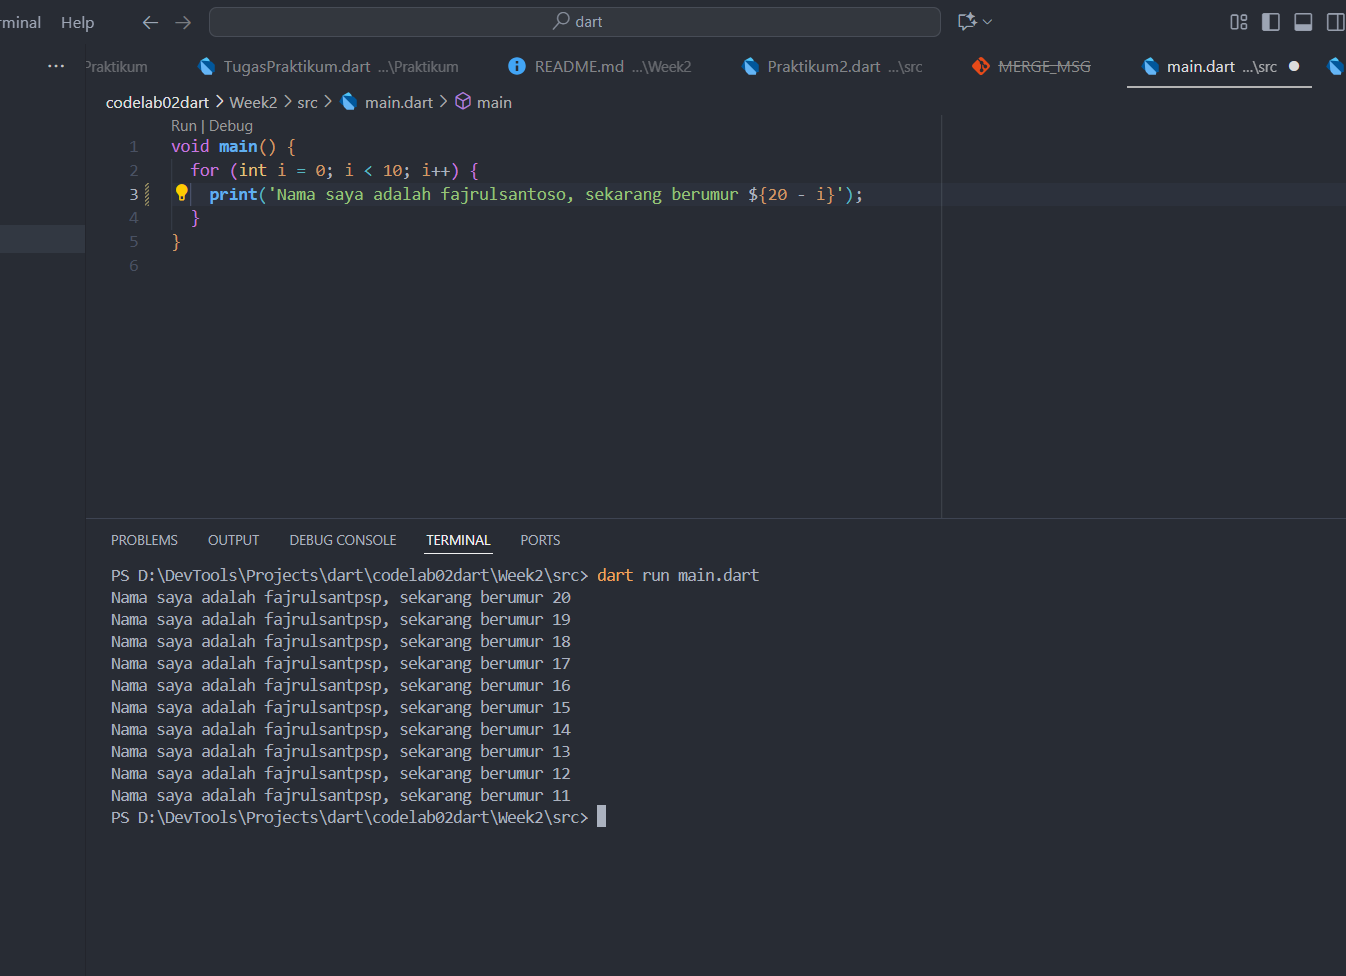 rminal Help dart
Praktikum TugasPraktikum.dart ...\Praktikum README.md ...\Week2 Praktikum2.dart ...\src MERGE_MSG main.dart ...\src
codelab02dart > Week2 > src > main.dart > main
Run | Debug
1 void main() {
2 for (int i = 0; i < 10; i++) {
3 print('Nama saya adalah fajrulsantoso, sekarang berumur ${20 - i}');
4 }
5 }
6
PROBLEMS OUTPUT DEBUG CONSOLE TERMINAL PORTS
PS D:\DevTools\Projects\dart\codelab02dart\Week2\src> dart run main.dart
Nama saya adalah fajrulsantpsp, sekarang berumur 20
Nama saya adalah fajrulsantpsp, sekarang berumur 19
Nama saya adalah fajrulsantpsp, sekarang berumur 18
Nama saya adalah fajrulsantpsp, sekarang berumur 17
Nama saya adalah fajrulsantpsp, sekarang berumur 16
Nama saya adalah fajrulsantpsp, sekarang berumur 15
Nama saya adalah fajrulsantpsp, sekarang berumur 14
Nama saya adalah fajrulsantpsp, sekarang berumur 13
Nama saya adalah fajrulsantpsp, sekarang berumur 12
Nama saya adalah fajrulsantpsp, sekarang berumur 11
PS D:\DevTools\Projects\dart\codelab02dart\Week2\src>